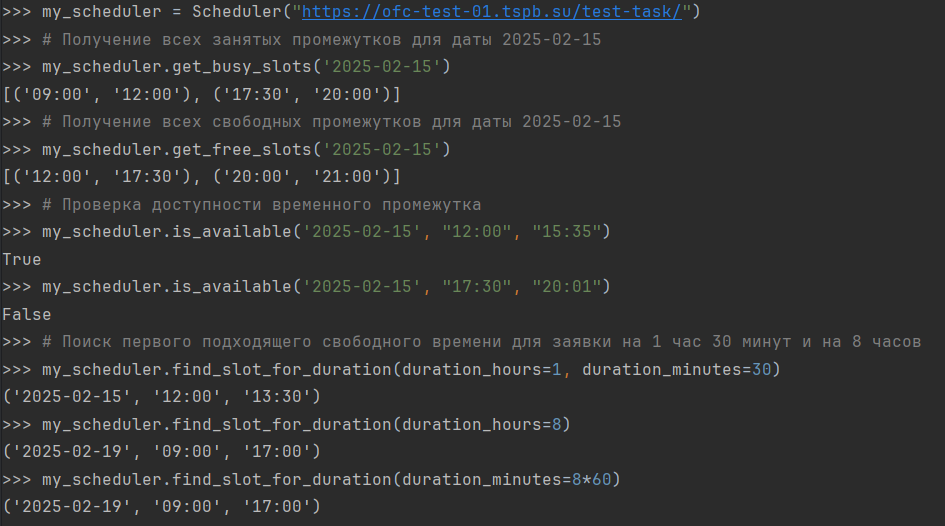 >>> my_scheduler = Scheduler("https://ofc-test-01.tspb.su/test-task/")
>>> # Получение всех занятых промежутков для даты 2025-02-15
>>> my_scheduler.get_busy_slots('2025-02-15')
[('09:00', '12:00'), ('17:30', '20:00')]
>>> # Получение всех свободных промежутков для даты 2025-02-15
>>> my_scheduler.get_free_slots('2025-02-15')
[('12:00', '17:30'), ('20:00', '21:00')]
>>> # Проверка доступности временного промежутка
>>> my_scheduler.is_available('2025-02-15', "12:00", "15:35")
True
>>> my_scheduler.is_available('2025-02-15', "17:30", "20:01")
False
>>> # Поиск первого подходящего свободного времени для заявки на 1 час 30 минут и на 8 часов
>>> my_scheduler.find_slot_for_duration(duration_hours=1, duration_minutes=30)
('2025-02-15', '12:00', '13:30')
>>> my_scheduler.find_slot_for_duration(duration_hours=8)
('2025-02-19', '09:00', '17:00')
>>> my_scheduler.find_slot_for_duration(duration_minutes=8*60)
('2025-02-19', '09:00', '17:00')